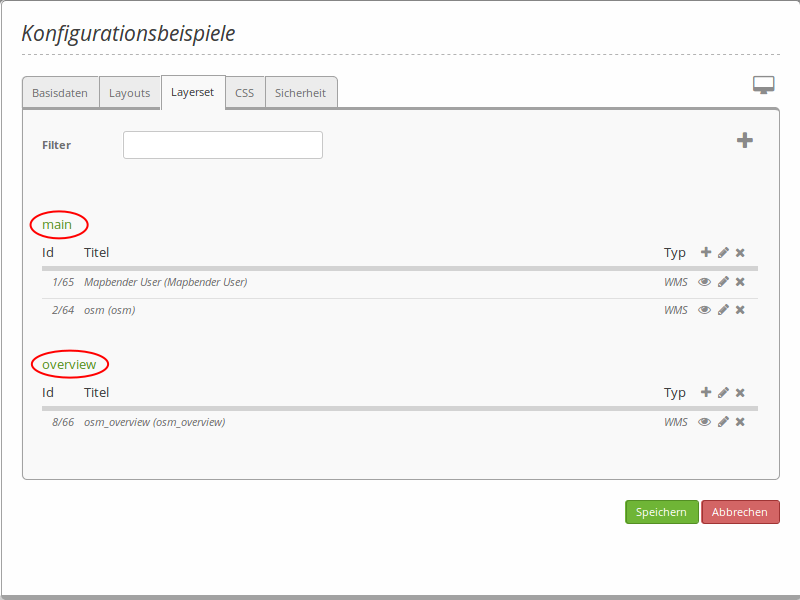 Konfigurationsbeispiele
Basisdaten Layouts Layerset CSS Sicherheit
Filter
main
Id Titel Typ
1/65 Mapbender User (Mapbender User) WMS
2/64 osm (osm) WMS
overview
Id Titel Typ
8/66 osm_overview (osm_overview) WMS
Speichern Abbrechen